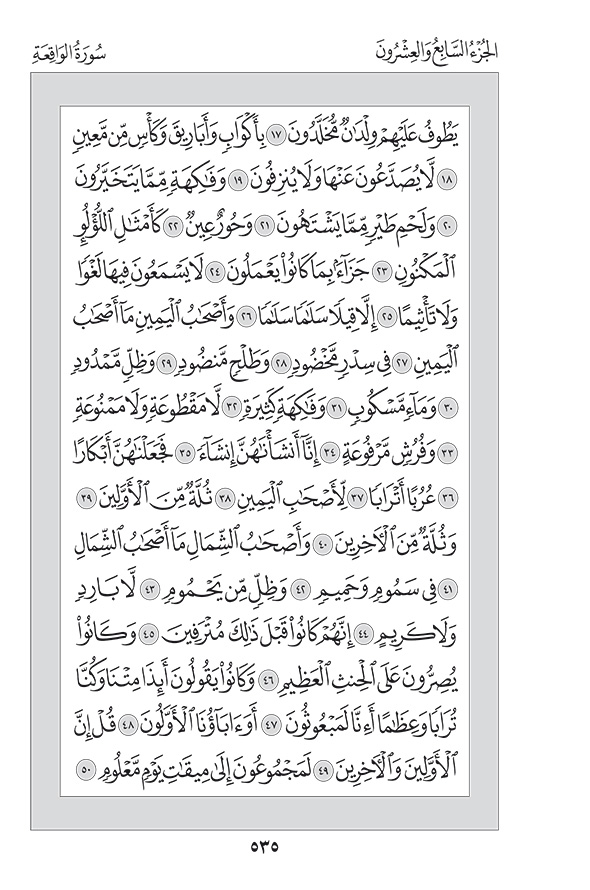 الجُزْءُ السَّابِعُ وَالعِشْرُونَ
سُورَةُ الوَاقِعَةِ
يَطُوفُ عَلَيْهِمْ وِلْدَٰنٌ مُّخَلَّدُونَ ١٧ بِأَكْوَابٍ وَأَبَارِيقَ وَكَأْسٍ مِّن مَّعِينٍ
١٨ لَّا يُصَدَّعُونَ عَنْهَا وَلَا يُنزِفُونَ ١٩ وَفَٰكِهَةٍ مِّمَّا يَتَخَيَّرُونَ
٢٠ وَلَحْمِ طَيْرٍ مِّمَّا يَشْتَهُونَ ٢١ وَحُورٌ عِينٌ ٢٢ كَأَمْثَٰلِ ٱللُّؤْلُوِٕ
ٱلْمَكْنُونِ ٢٣ جَزَآءًۢ بِمَا كَانُوا۟ يَعْمَلُونَ ٢٤ لَا يَسْمَعُونَ فِيهَا لَغْوًا
وَلَا تَأْثِيمًا ٢٥ إِلَّا قِيلًا سَلَٰمًا سَلَٰمًا ٢٦ وَأَصْحَٰبُ ٱلْيَمِينِ مَآ أَصْحَٰبُ
ٱلْيَمِينِ ٢٧ فِى سِدْرٍ مَّخْضُودٍ ٢٨ وَطَلْحٍ مَّنضُودٍ ٢٩ وَظِلٍّ مَّمْدُودٍ
٣٠ وَمَآءٍ مَّسْكُوبٍ ٣١ وَفَٰكِهَةٍ كَثِيرَةٍ ٣٢ لَّا مَقْطُوعَةٍ وَلَا مَمْنُوعَةٍ
٣٣ وَفُرُشٍ مَّرْفُوعَةٍ ٣٤ إِنَّآ أَنشَأْنَٰهُنَّ إِنشَآءً ٣٥ فَجَعَلْنَٰهُنَّ أَبْكَارًا
٣٦ عُرُبًا أَتْرَابًا ٣٧ لِّأَصْحَٰبِ ٱلْيَمِينِ ٣٨ ثُلَّةٌ مِّنَ ٱلْأَوَّلِينَ ٣٩
وَثُلَّةٌ مِّنَ ٱلْءَاخِرِينَ ٤٠ وَأَصْحَٰبُ ٱلشِّمَالِ مَآ أَصْحَٰبُ ٱلشِّمَالِ
٤١ فِى سَمُومٍ وَحَمِيمٍ ٤٢ وَظِلٍّ مِّن يَحْمُومٍ ٤٣ لَّا بَارِدٍ
وَلَا كَرِيمٍ ٤٤ إِنَّهُمْ كَانُوا۟ قَبْلَ ذَٰلِكَ مُتْرَفِينَ ٤٥ وَكَانُوا۟
يُصِرُّونَ عَلَى ٱلْحِنثِ ٱلْعَظِيمِ ٤٦ وَكَانُوا۟ يَقُولُونَ أَئِذَا مِتْنَا وَكُنَّا
تُرَابًا وَعِظَٰمًا أَءِنَّا لَمَبْعُوثُونَ ٤٧ أَوَءَابَآؤُنَا ٱلْأَوَّلُونَ ٤٨ قُلْ إِنَّ
ٱلْأَوَّلِينَ وَٱلْءَاخِرِينَ ٤٩ لَمَجْمُوعُونَ إِلَىٰ مِيقَٰتِ يَوْمٍ مَّعْلُومٍ ٥٠
٥٣٥